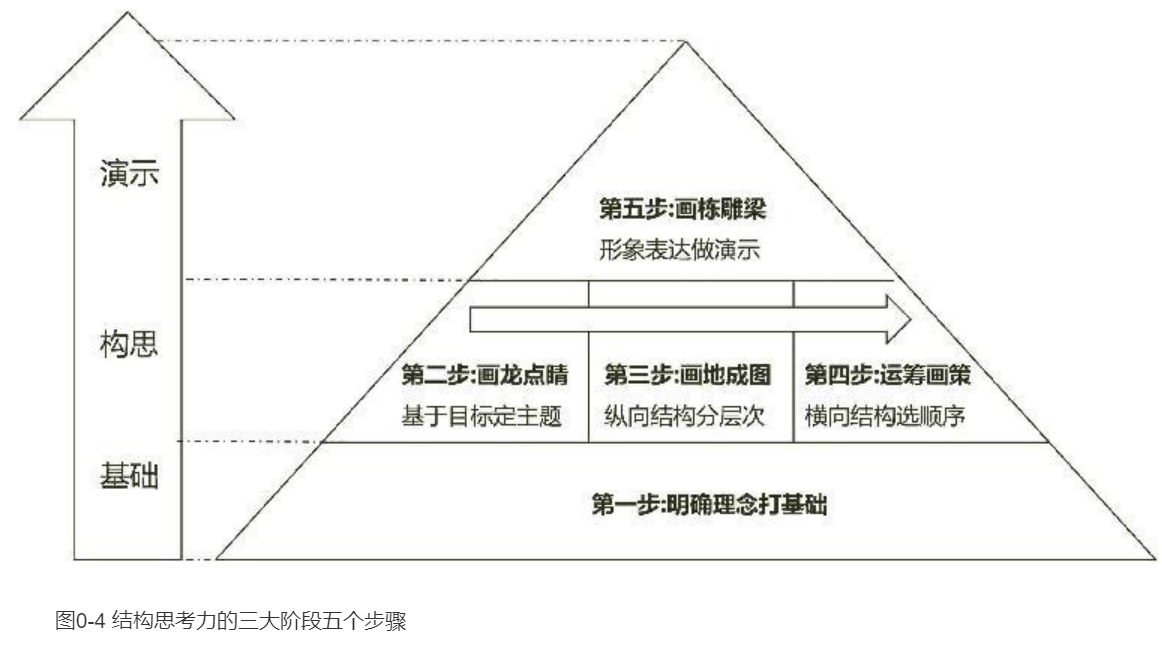 演示
第五步:画栋雕梁
形象表达做演示
构思
第二步:画龙点睛
基于目标定主题
第三步:画地成图
纵向结构分层次
第四步:运筹画策
横向结构选顺序
基础
第一步:明确理念打基础
图0-4 结构思考力的三大阶段五个步骤